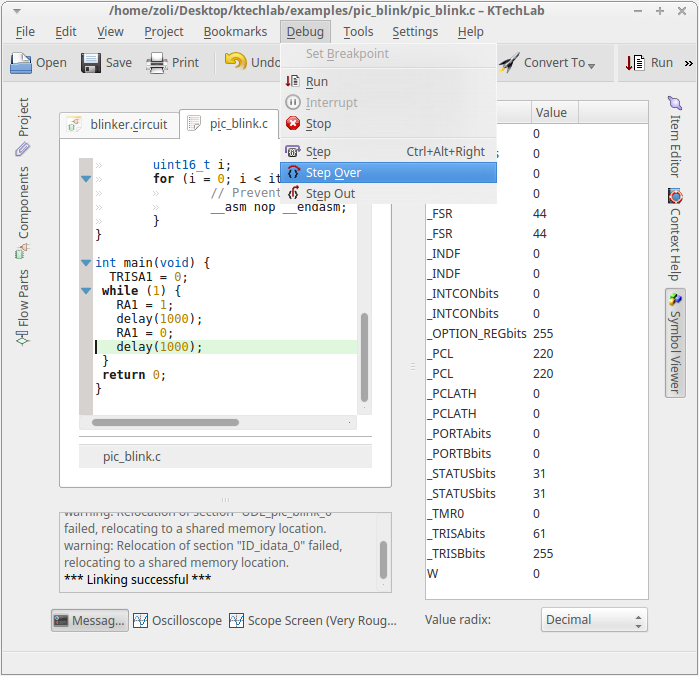 /home/zoli/Desktop/ktechlab/examples/pic_blink/pic_blink.c – KTechLab
File Edit View Project Bookmarks Debug Tools Settings Help
Open Save Print Undo Convert To Run »
Set Breakpoint
Run
Interrupt
Stop
Step Ctrl+Alt+Right
Step Over
Step Out
Project
Components
Flow Parts
blinker.circuit pic_blink.c
uint16_t i;
for (i = 0; i < it
// Prevent
__asm nop __endasm;
}
}
int main(void) {
TRISA1 = 0;
while (1) {
RA1 = 1;
delay(1000);
RA1 = 0;
delay(1000);
}
return 0;
}
pic_blink.c
failed, relocating to a shared memory location.
warning: Relocation of section "ID_idata_0" failed,
relocating to a shared memory location.
*** Linking successful ***
Messag... Oscilloscope Scope Screen (Very Roug...
Value
0
0
0
0
_FSR 44
_FSR 44
_INDF 0
_INDF 0
_INTCONbits 0
_INTCONbits 0
_OPTION_REGbits 255
_PCL 220
_PCL 220
_PCLATH 0
_PCLATH 0
_PORTAbits 0
_PORTBbits 0
_STATUSbits 31
_STATUSbits 31
_TMR0 0
_TRISAbits 61
_TRISBbits 255
W 0
Value radix: Decimal
Item Editor
Context Help
Symbol Viewer